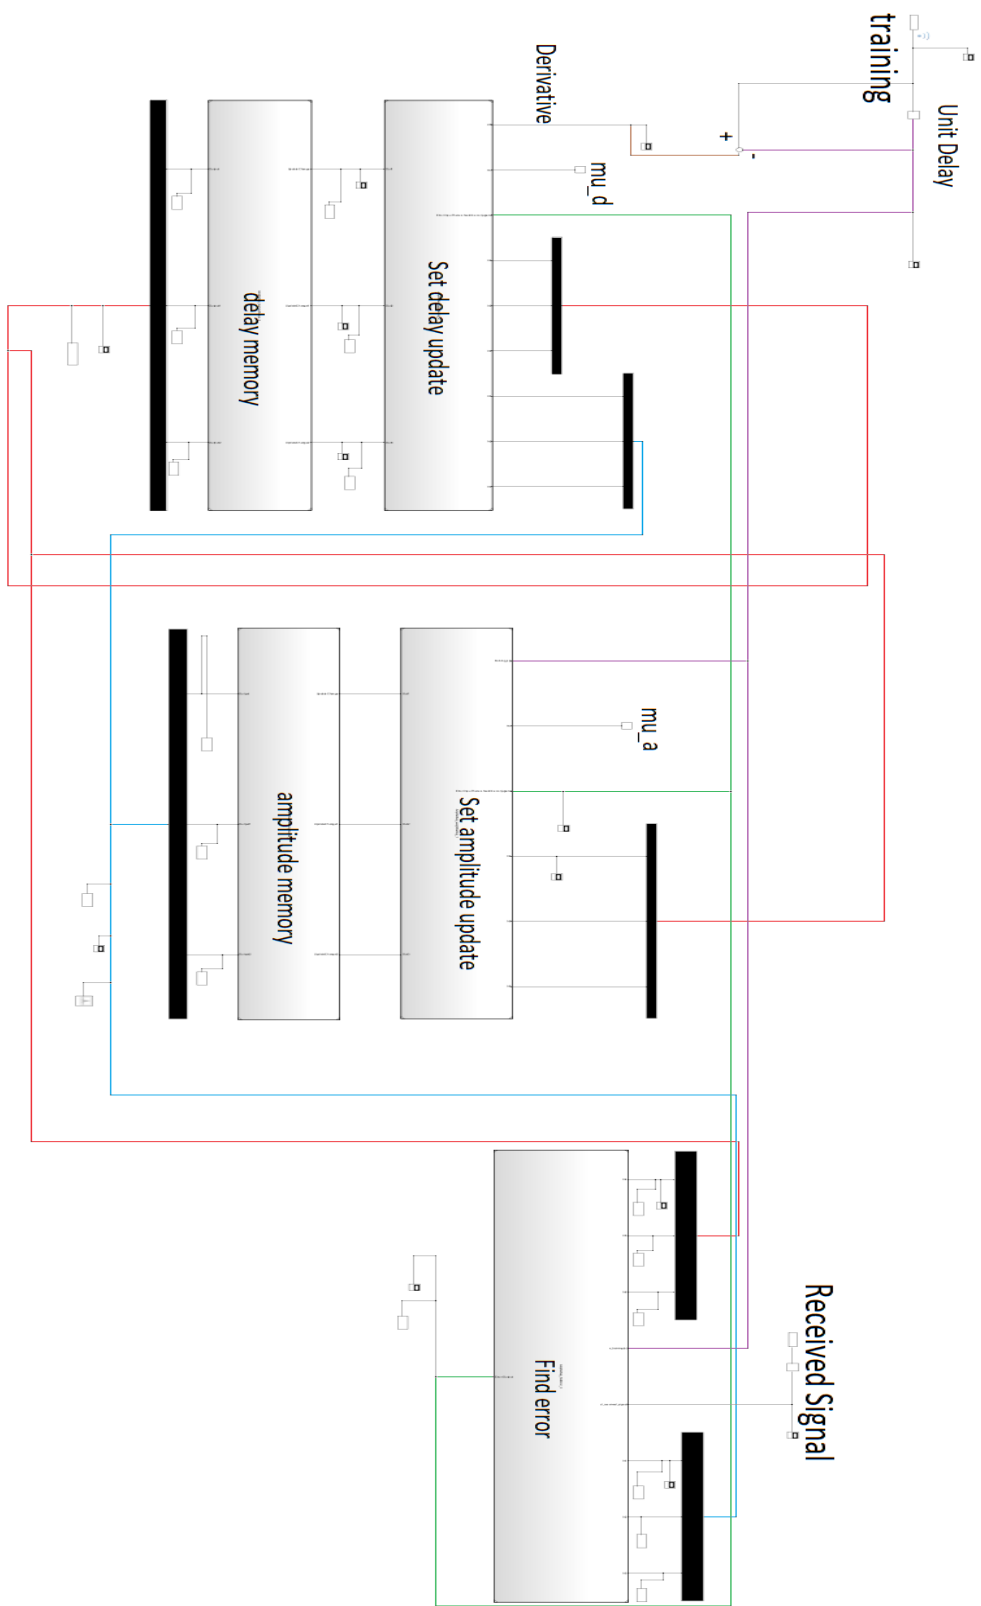 training
Unit Delay
+
-
Derivative
mu_d
Set delay update
delay memory
mu_a
Set amplitude update
amplitude memory
Received Signal
Find error